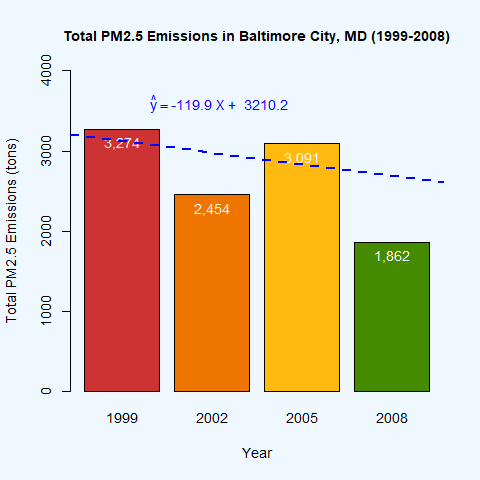 Total PM2.5 Emissions in Baltimore City, MD (1999-2008)
Total PM2.5 Emissions (tons)
4000
3000
2000
1000
0
ŷ = -119.9 X + 3210.2
3,274
2,454
3,091
1,862
1999 2002 2005 2008
Year